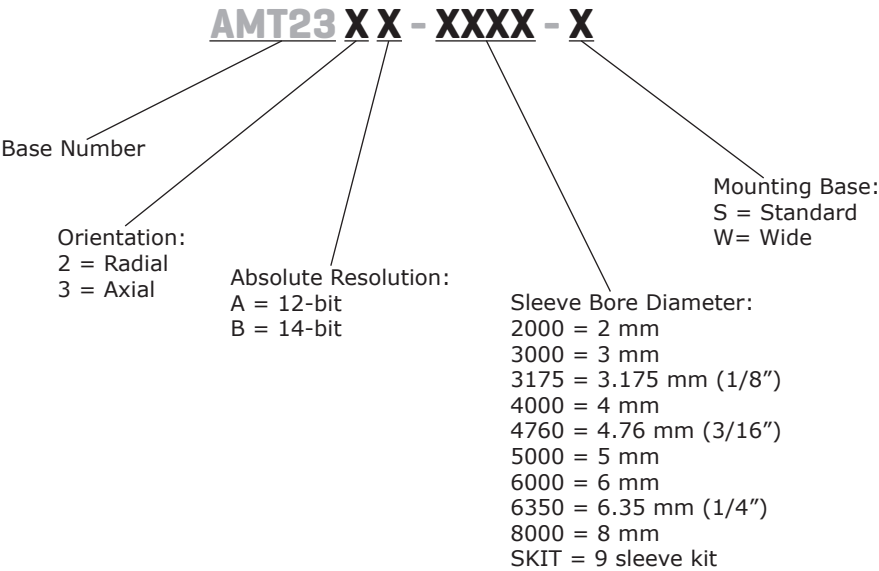 AMT23 X X - XXXX - X
Base Number
Orientation:
2 = Radial
3 = Axial
Absolute Resolution:
A = 12-bit
B = 14-bit
Sleeve Bore Diameter:
2000 = 2 mm
3000 = 3 mm
3175 = 3.175 mm (1/8”)
4000 = 4 mm
4760 = 4.76 mm (3/16”)
5000 = 5 mm
6000 = 6 mm
6350 = 6.35 mm (1/4”)
8000 = 8 mm
SKIT = 9 sleeve kit
Mounting Base:
S = Standard
W= Wide